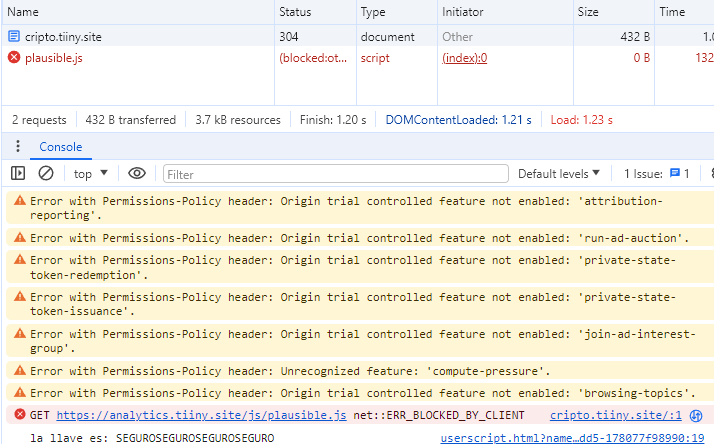 Name Status Type Initiator Size Time
cripto.tiiny.site 304 document Other 432 B 1.0
plausible.js (blocked:ot... script (index):0 0 B 132
2 requests 432 B transferred 3.7 kB resources Finish: 1.20 s DOMContentLoaded: 1.21 s Load: 1.23 s
Console
top Filter Default levels 1 Issue: 1
Error with Permissions-Policy header: Origin trial controlled feature not enabled: 'attribution-
reporting'.
Error with Permissions-Policy header: Origin trial controlled feature not enabled: 'run-ad-auction'.
Error with Permissions-Policy header: Origin trial controlled feature not enabled: 'private-state-
token-redemption'.
Error with Permissions-Policy header: Origin trial controlled feature not enabled: 'private-state-
token-issuance'.
Error with Permissions-Policy header: Origin trial controlled feature not enabled: 'join-ad-interest-
group'.
Error with Permissions-Policy header: Unrecognized feature: 'compute-pressure'.
Error with Permissions-Policy header: Origin trial controlled feature not enabled: 'browsing-topics'.
GET https://analytics.tiiny.site/js/plausible.js net::ERR_BLOCKED_BY_CLIENT cripto.tiiny.site/:1
la llave es: SEGUROSEGUROSEGUROSEGURO userscript.html?name…dd5-178077f98990:19